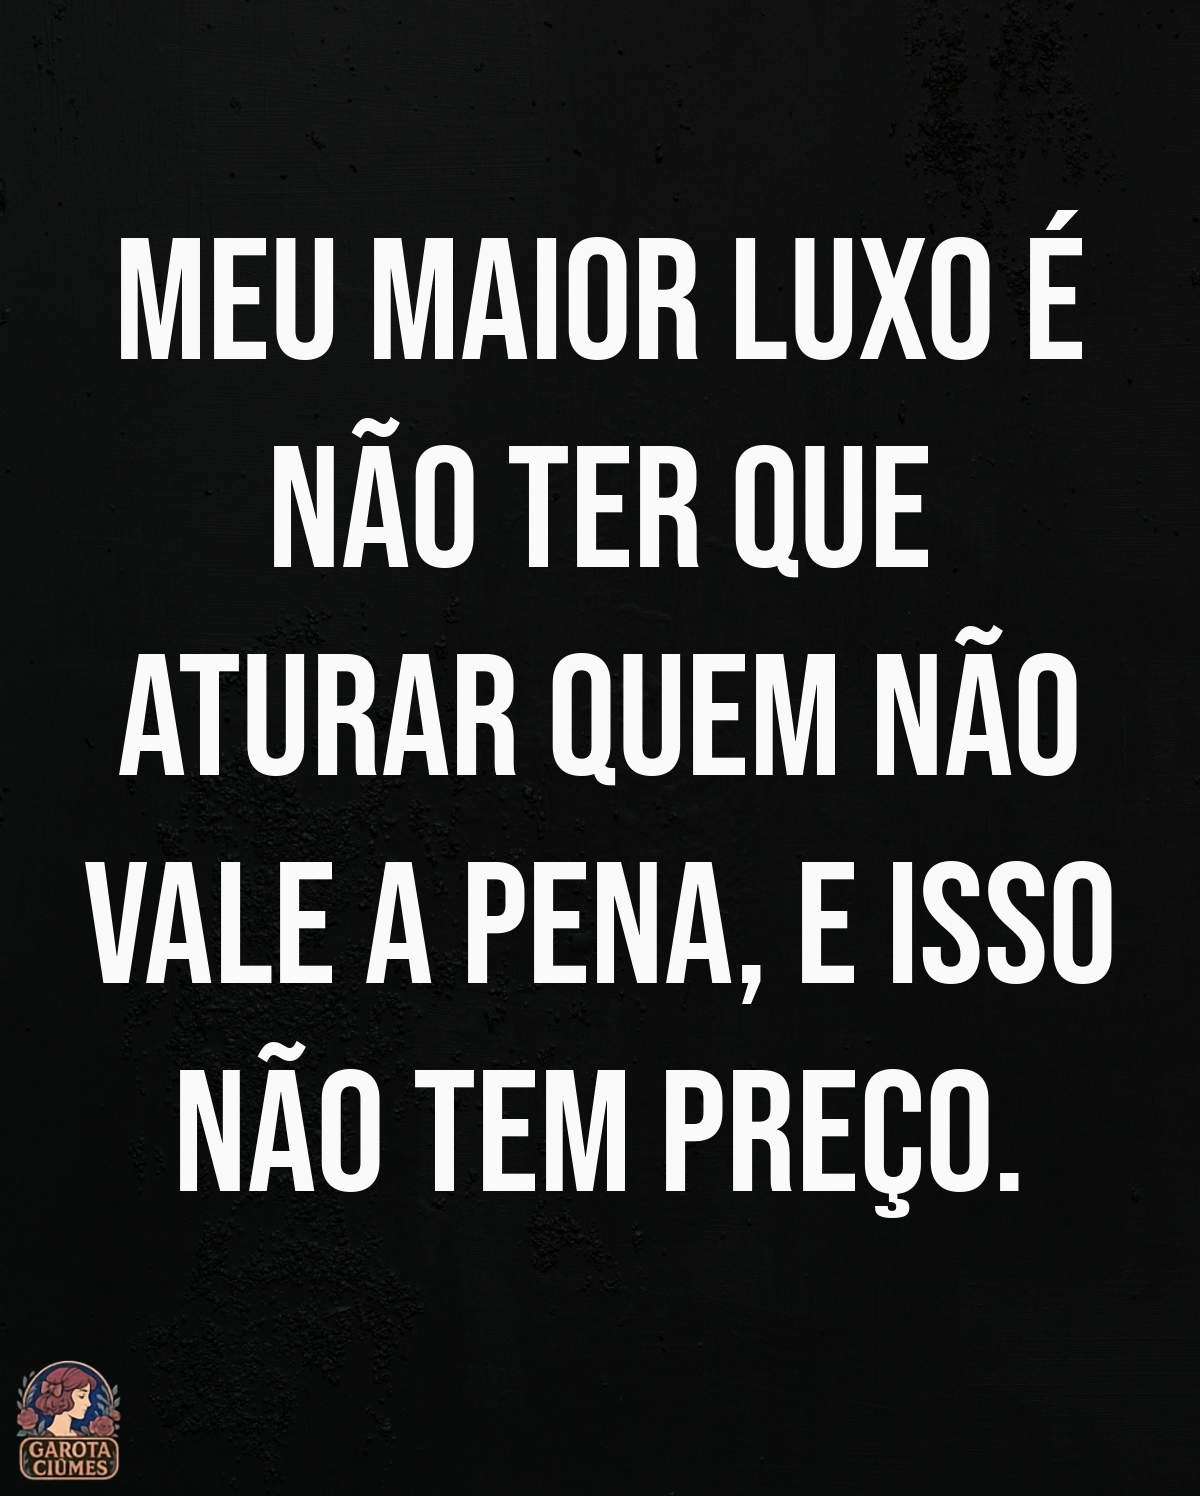 MEU MAIOR LUXO É
NÃO TER QUE
ATURAR QUEM NÃO
VALE A PENA, E ISSO
NÃO TEM PREÇO.
GAROTA
CIÚMES